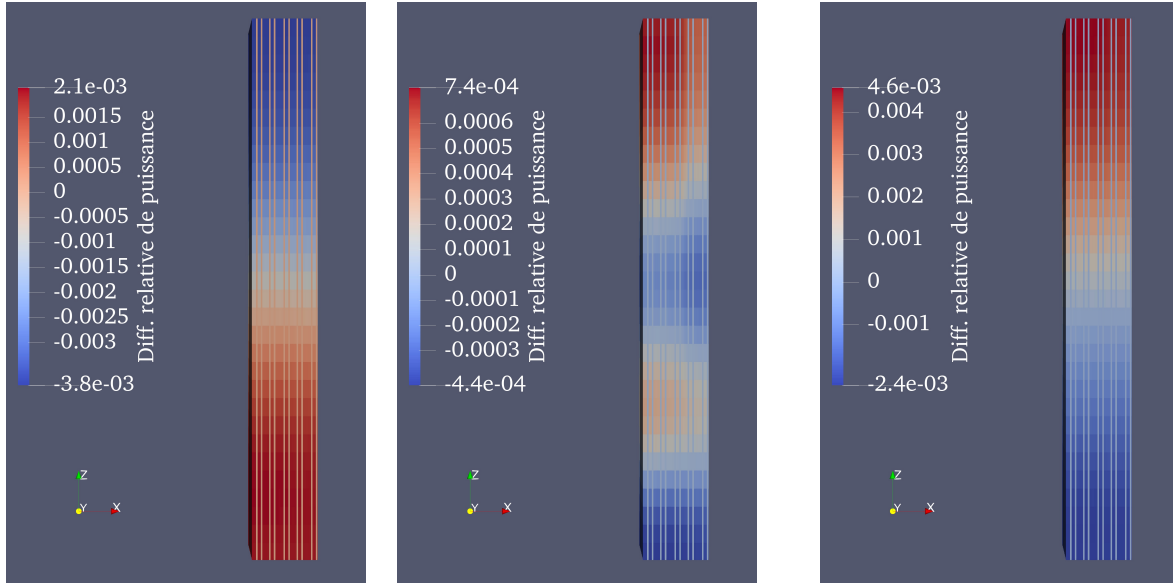 2.1e-03
0.0015
0.001
0.0005
0
-0.0005
-0.001
-0.0015
-0.002
-0.0025
-0.003
-3.8e-03
Diff. relative de puissance
Z
Y
X
7.4e-04
0.0006
0.0005
0.0004
0.0003
0.0002
0.0001
0
-0.0001
-0.0002
-0.0003
-4.4e-04
Diff. relative de puissance
Z
Y
X
4.6e-03
0.004
0.003
0.002
0.001
0
-0.001
-2.4e-03
Diff. relative de puissance
Z
Y
X